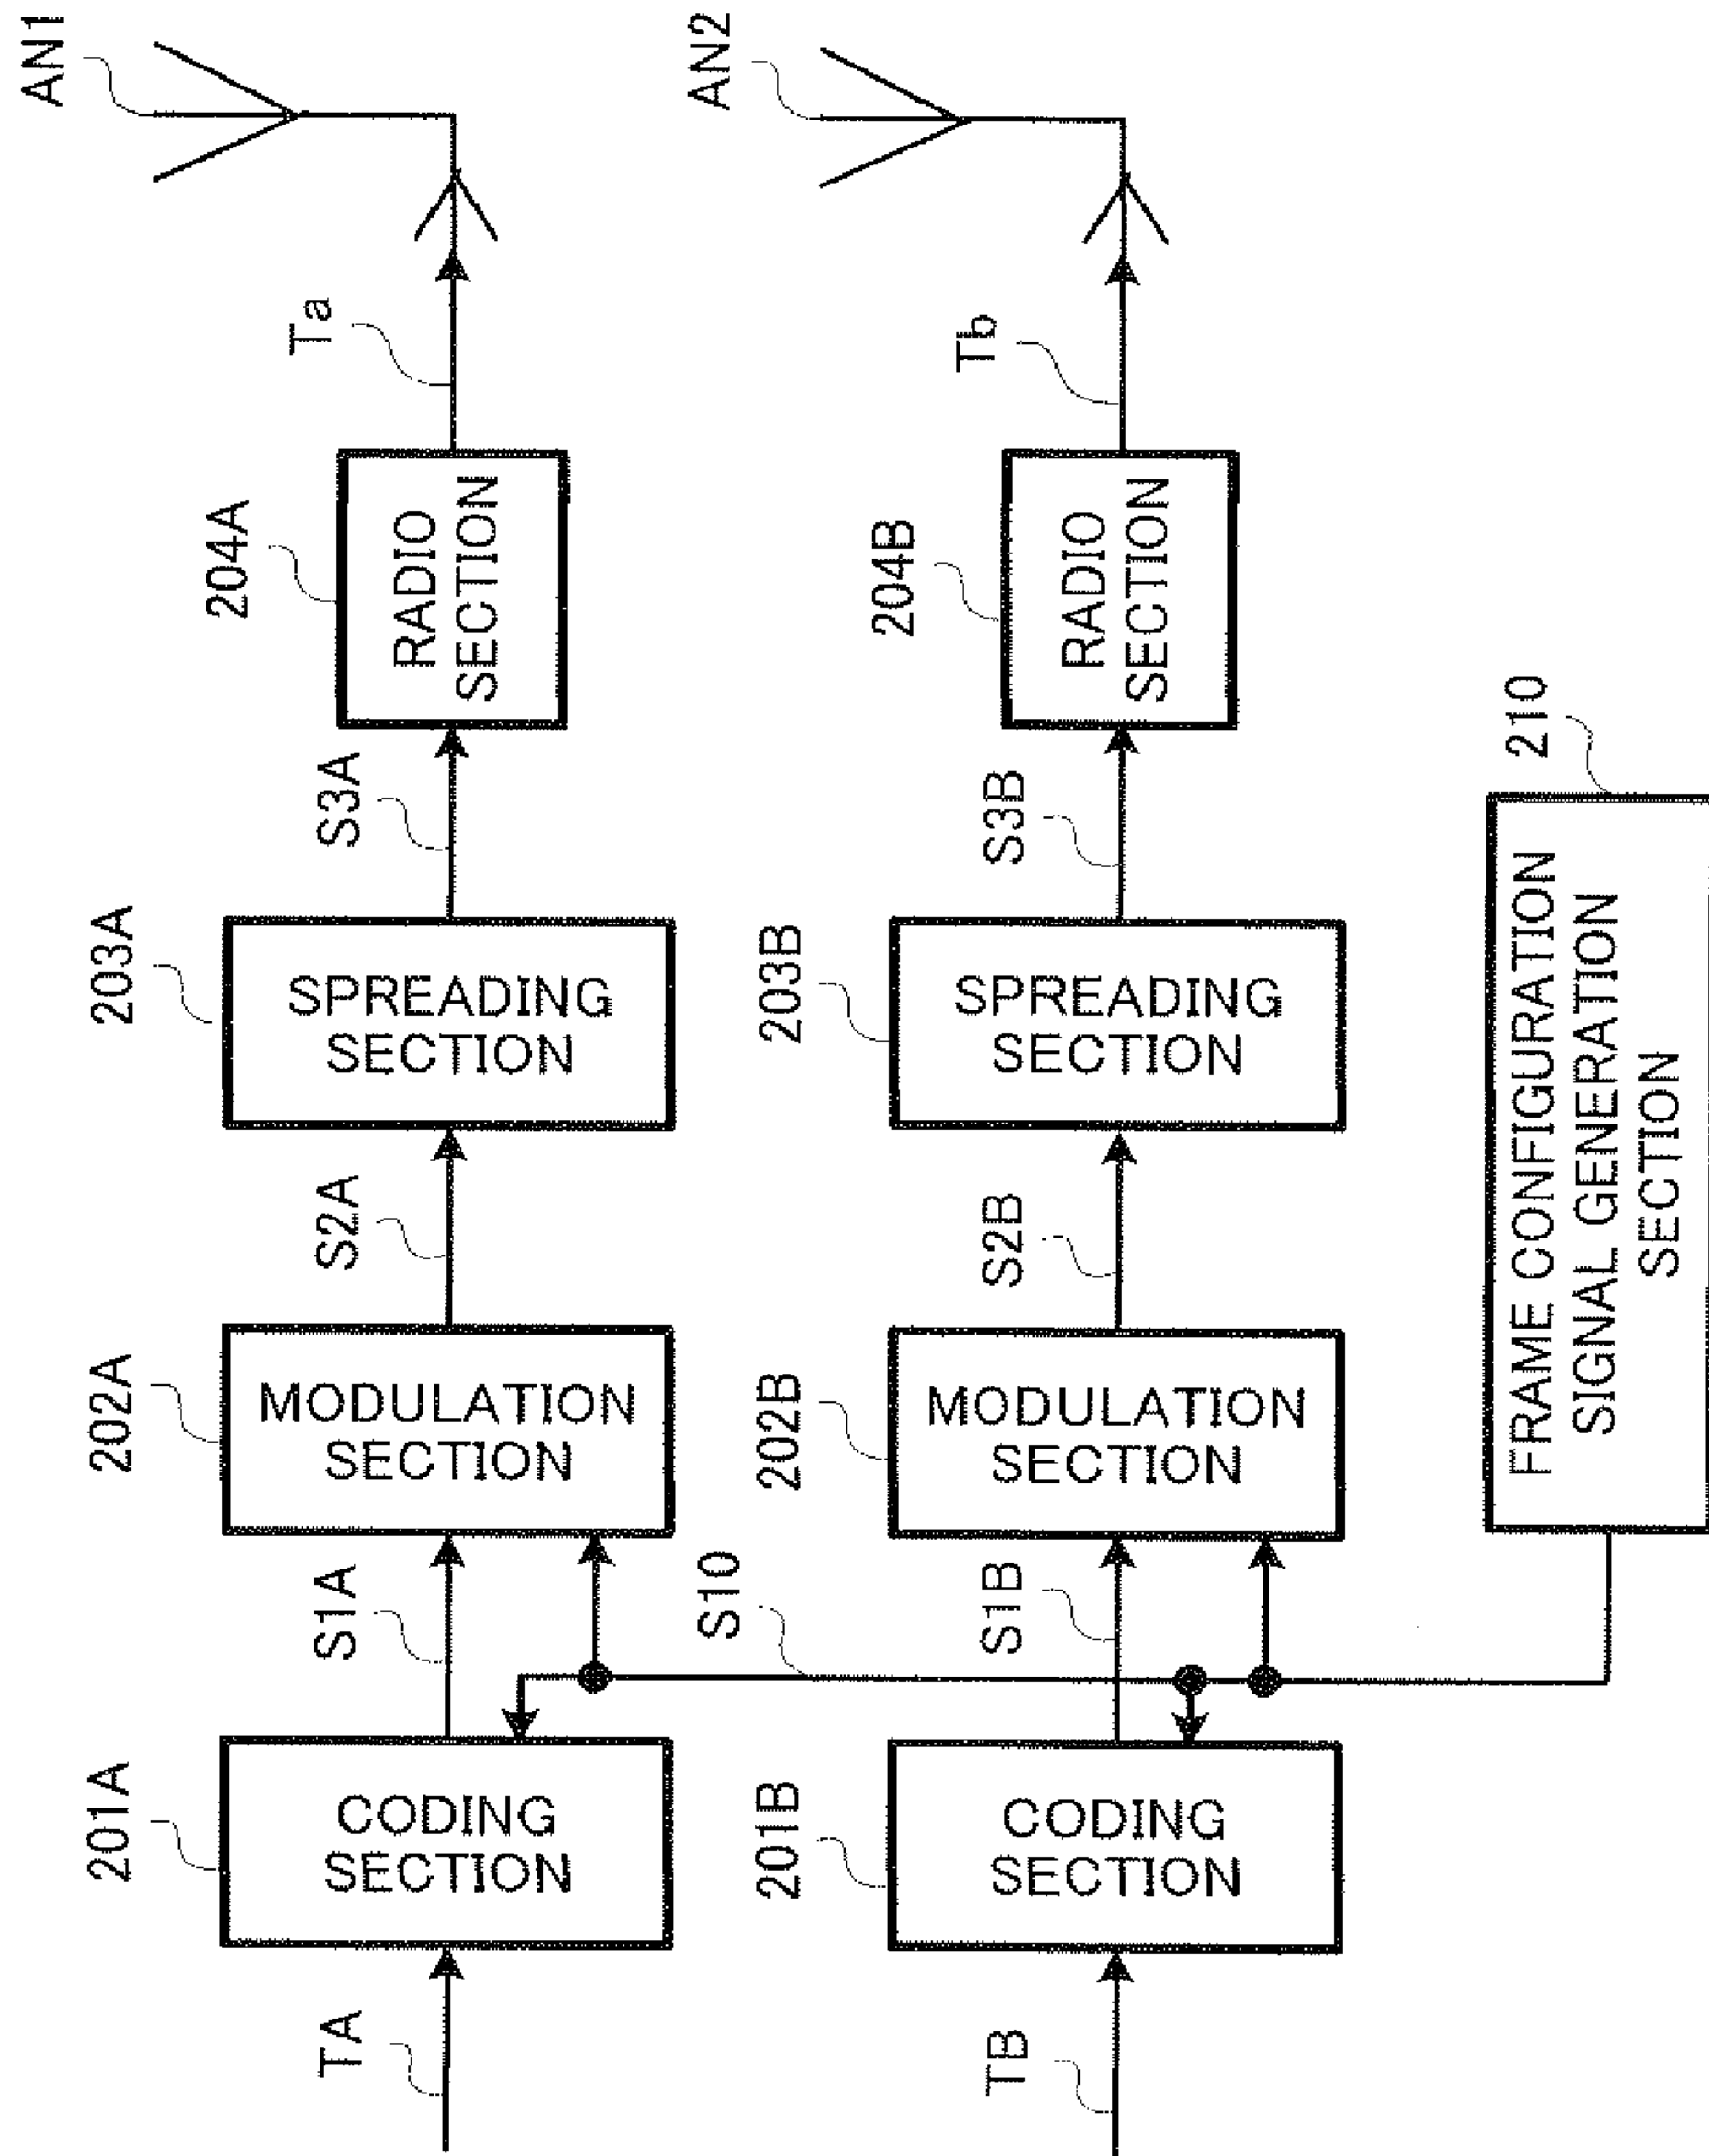 AN1
TA
201A
CODING
SECTION
S1A
202A
MODULATION
SECTION
S2A
203A
SPREADING
SECTION
S3A
204A
RADIO
SECTION
Ta
S10
AN2
TB
201B
CODING
SECTION
S1B
202B
MODULATION
SECTION
S2B
203B
SPREADING
SECTION
S3B
204B
RADIO
SECTION
Tb
210
FRAME CONFIGURATION
SIGNAL GENERATION
SECTION